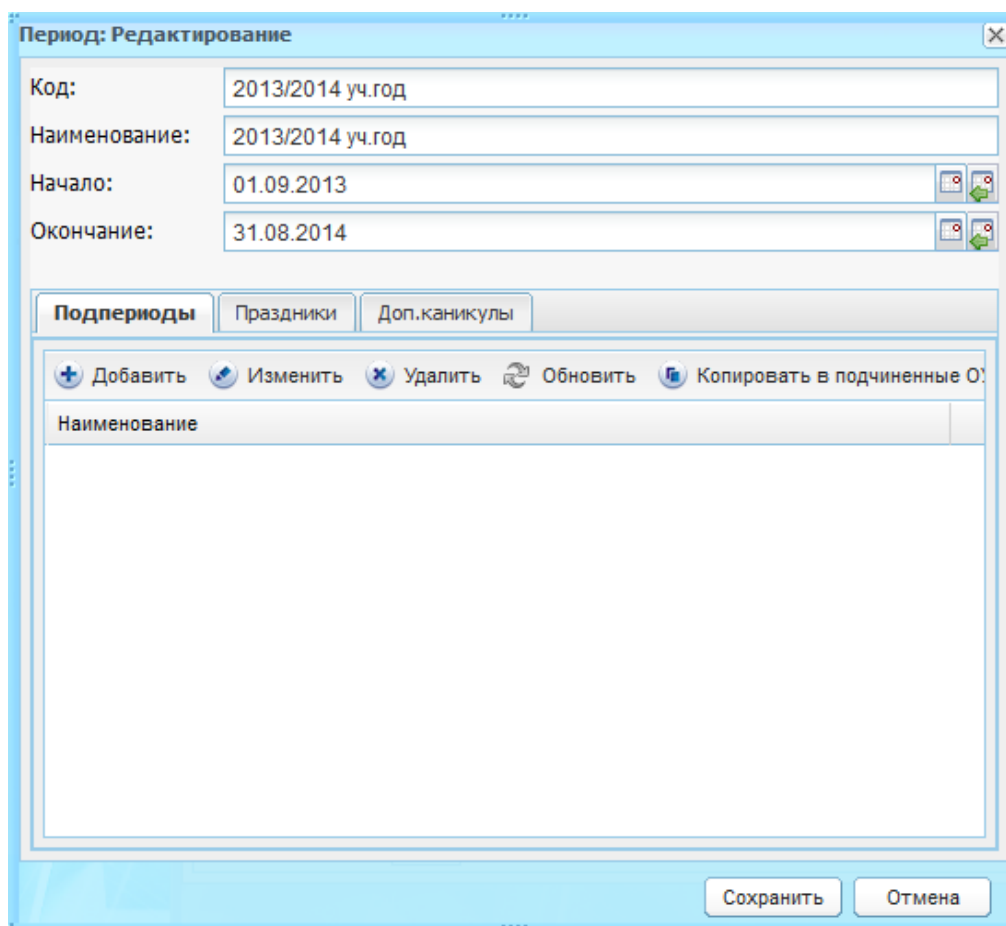 Период: Редактирование
Код: 2013/2014 уч.год
Наименование: 2013/2014 уч.год
Начало: 01.09.2013
Окончание: 31.08.2014
Подпериоды Праздники Доп.каникулы
Добавить Изменить Удалить Обновить Копировать в подчиненные ОУ
Наименование
Сохранить Отмена